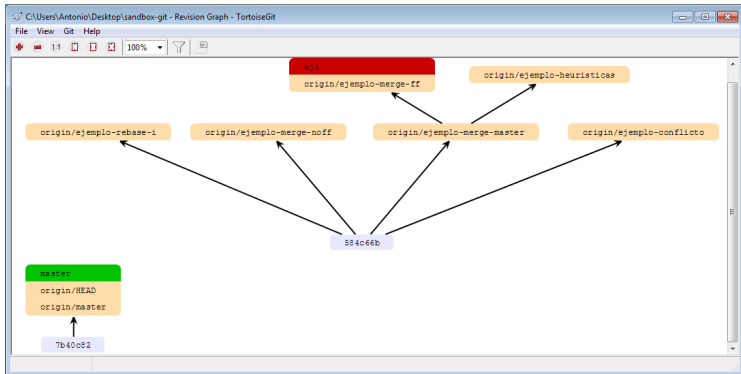 C:\Users\Antonio\Desktop\sandbox-git - Revision Graph - TortoiseGit
File View Git Help
1:1 100%
ej1
origin/ejemplo-merge-ff
origin/ejemplo-heuristicas
origin/ejemplo-rebase-i
origin/ejemplo-merge-noff
origin/ejemplo-merge-master
origin/ejemplo-conflicto
584c66b
master
origin/HEAD
origin/master
7b40c82